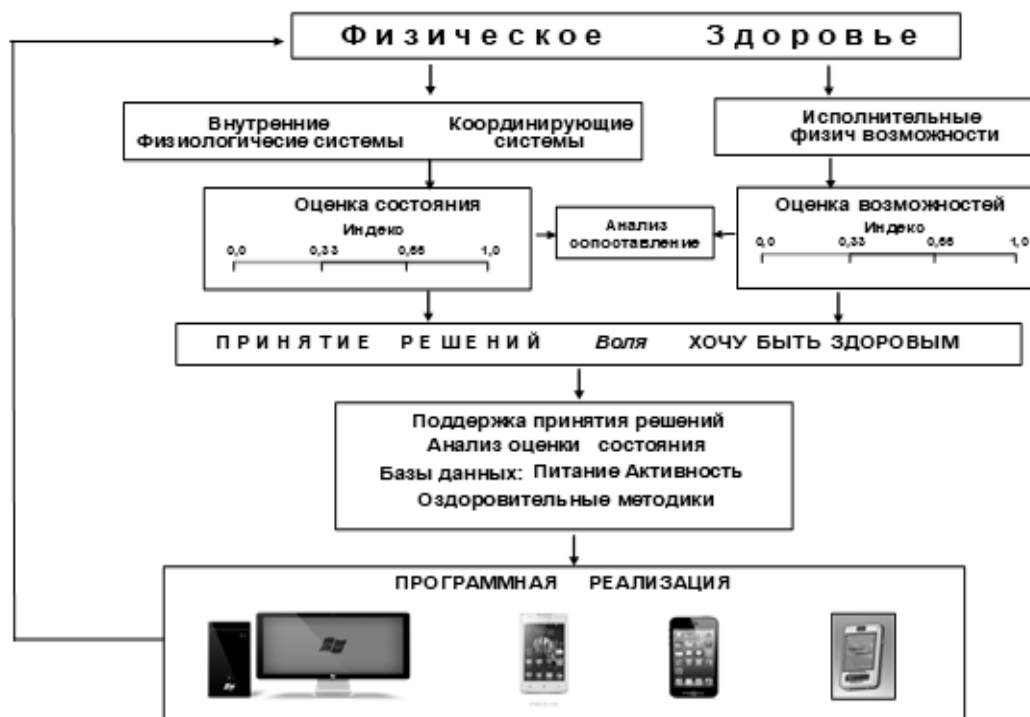 Физическое Здоровье
Внутренние
Физиологичесие системы
Координирующие
системы
Исполнительные
физич возможности
Оценка состояния
Индекс
0,0 0,33 0,66 1,0
Анализ
сопоставление
Оценка возможностей
Индекс
0,0 0,33 0,66 1,0
ПРИНЯТИЕ РЕШЕНИЙ Воля ХОЧУ БЫТЬ ЗДОРОВЫМ
Поддержка принятия решений
Анализ оценки состояния
Базы данных: Питание Активность
Оздоровительные методики
ПРОГРАММНАЯ РЕАЛИЗАЦИЯ